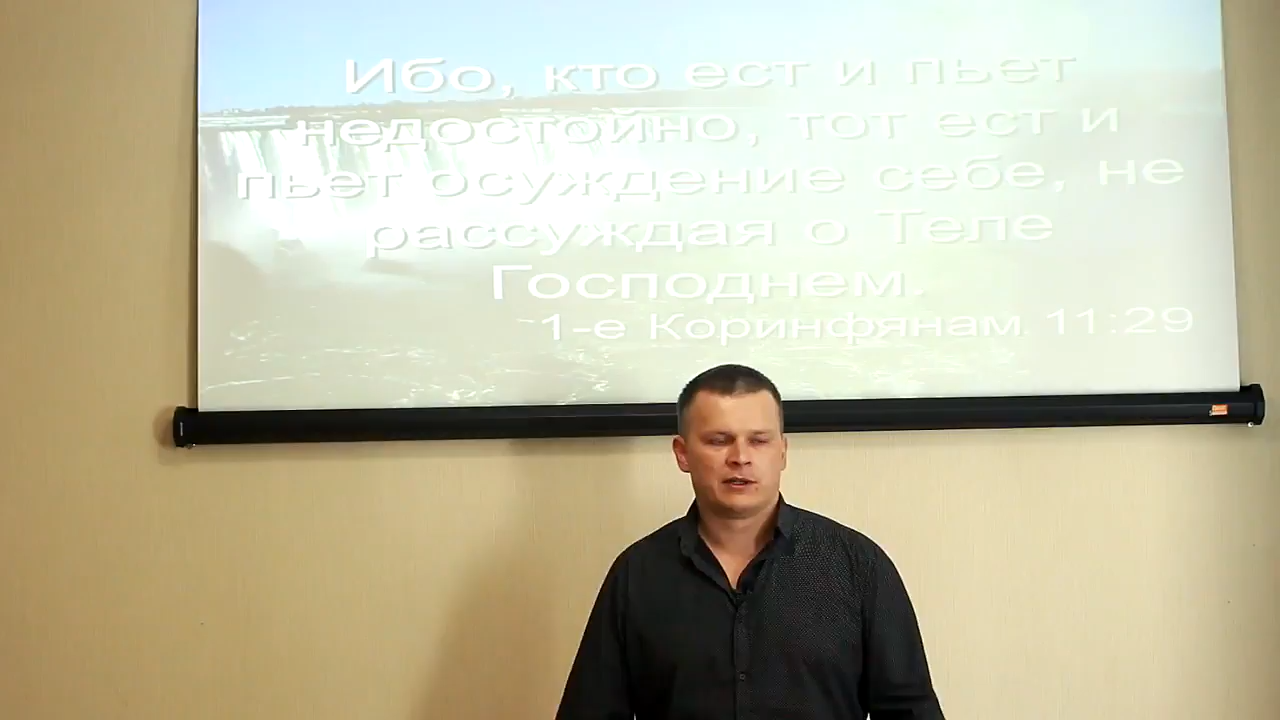 Ибо, кто ест и пьет
недостойно, тот ест и
пьет осуждение себе, не
рассуждая о Теле
Господнем.
1-е Коринфянам 11:29